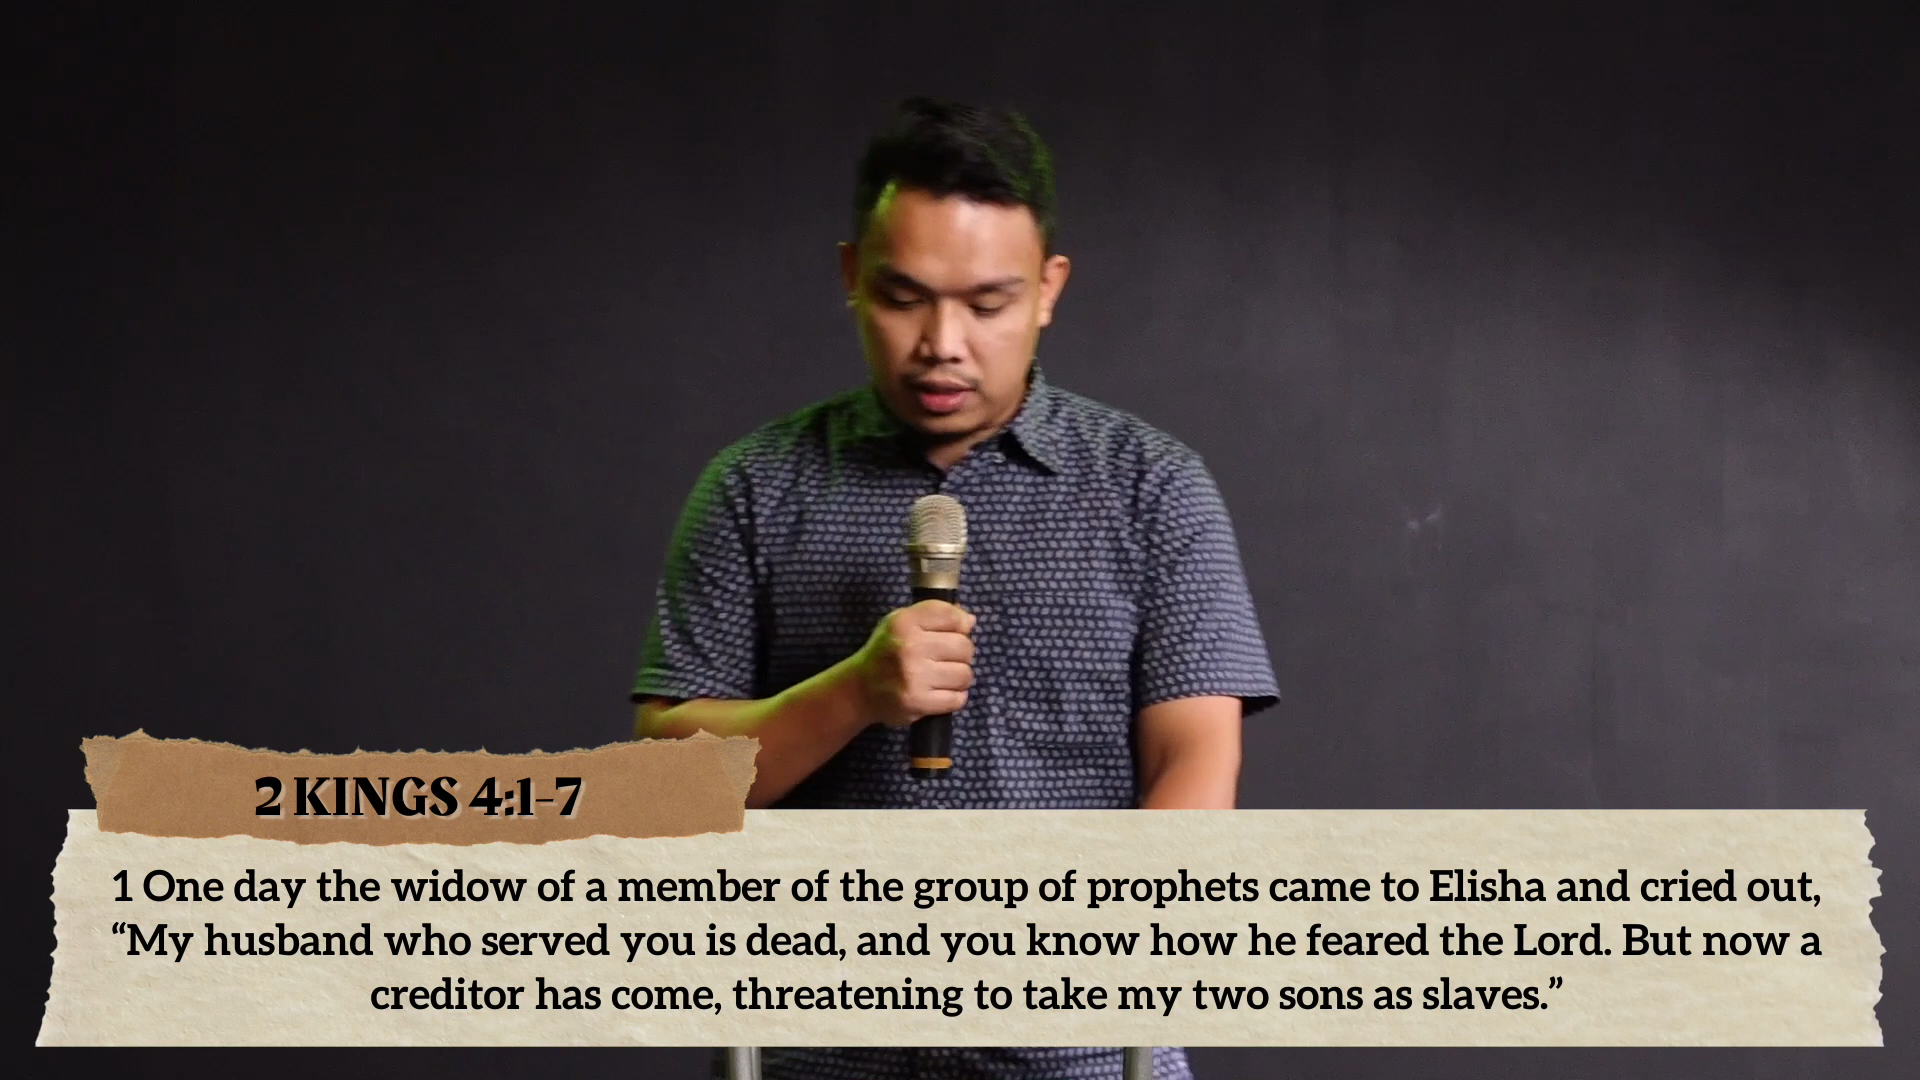 2 KINGS 4:1-7
1 One day the widow of a member of the group of prophets came to Elisha and cried out,
“My husband who served you is dead, and you know how he feared the Lord. But now a
creditor has come, threatening to take my two sons as slaves.”